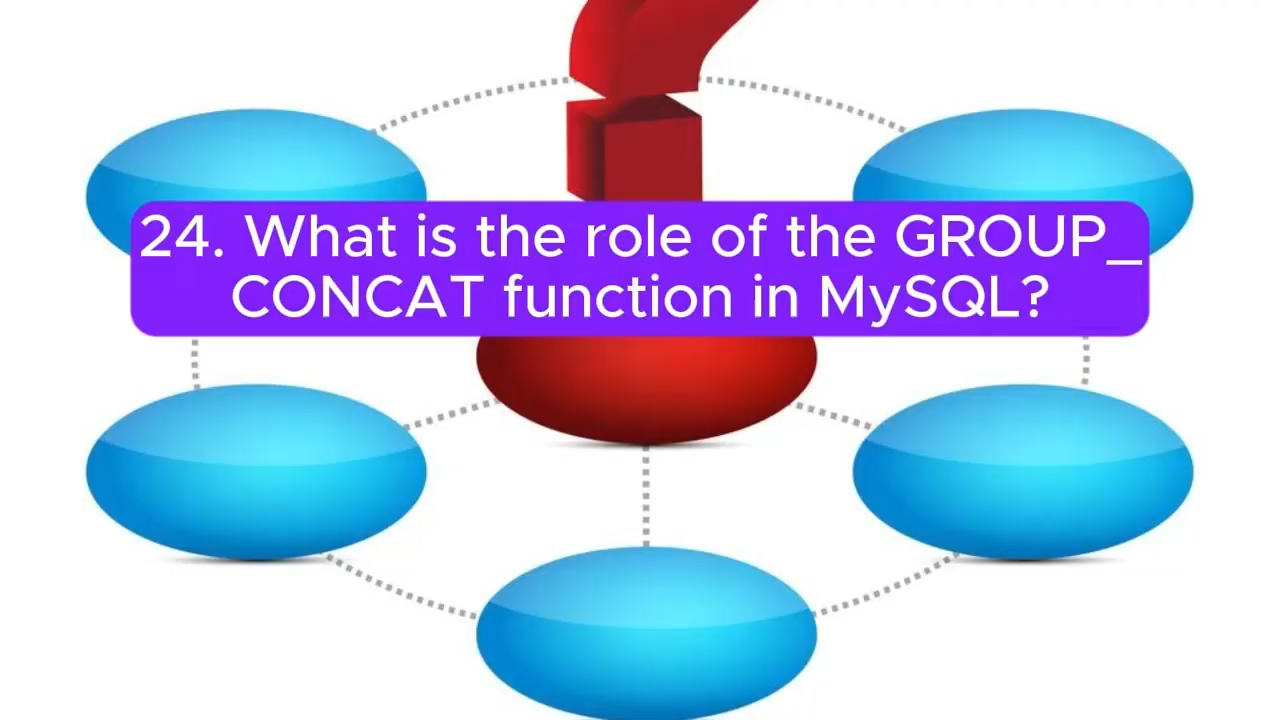 24. What is the role of the GROUP_
CONCAT function in MySQL?